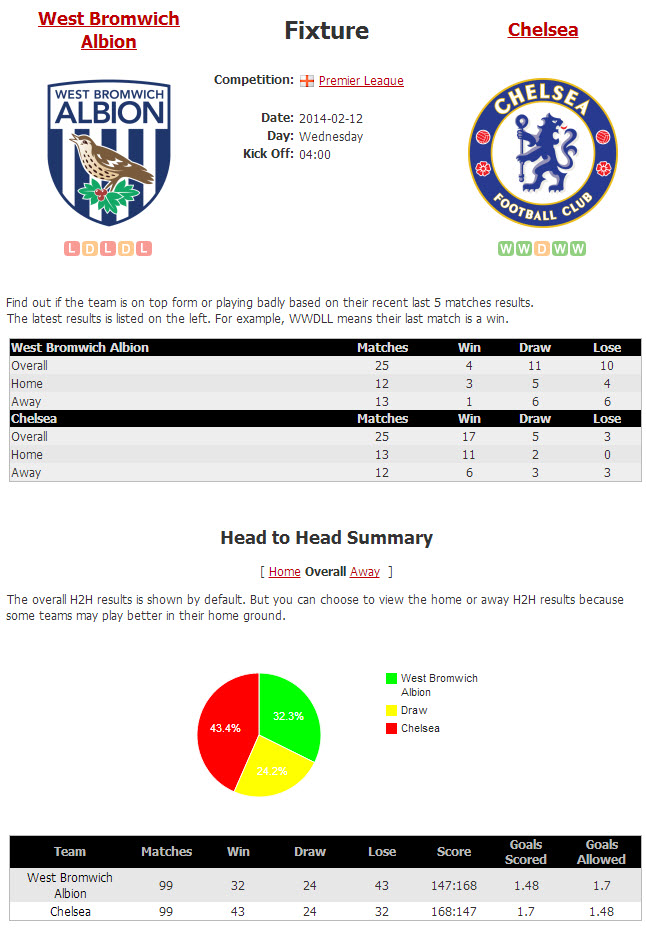 West Bromwich
Albion
Fixture
Chelsea
Competition: Premier League
Date: 2014-02-12
Day: Wednesday
Kick Off: 04:00
WEST BROMWICH
ALBION
CHELSEA
FOOTBALL CLUB
L D L D L
W W D W W
Find out if the team is on top form or playing badly based on their recent last 5 matches results.
The latest results is listed on the left. For example, WWDLL means their last match is a win.
West Bromwich Albion Matches Win Draw Lose
Overall 25 4 11 10
Home 12 3 5 4
Away 13 1 6 6
Chelsea Matches Win Draw Lose
Overall 25 17 5 3
Home 13 11 2 0
Away 12 6 3 3
Head to Head Summary
[ Home Overall Away ]
The overall H2H results is shown by default. But you can choose to view the home or away H2H results because
some teams may play better in their home ground.
43.4%
32.3%
24.2%
West Bromwich
Albion
Draw
Chelsea
Team Matches Win Draw Lose Score Goals Scored Goals Allowed
West Bromwich Albion 99 32 24 43 147:168 1.48 1.7
Chelsea 99 43 24 32 168:147 1.7 1.48